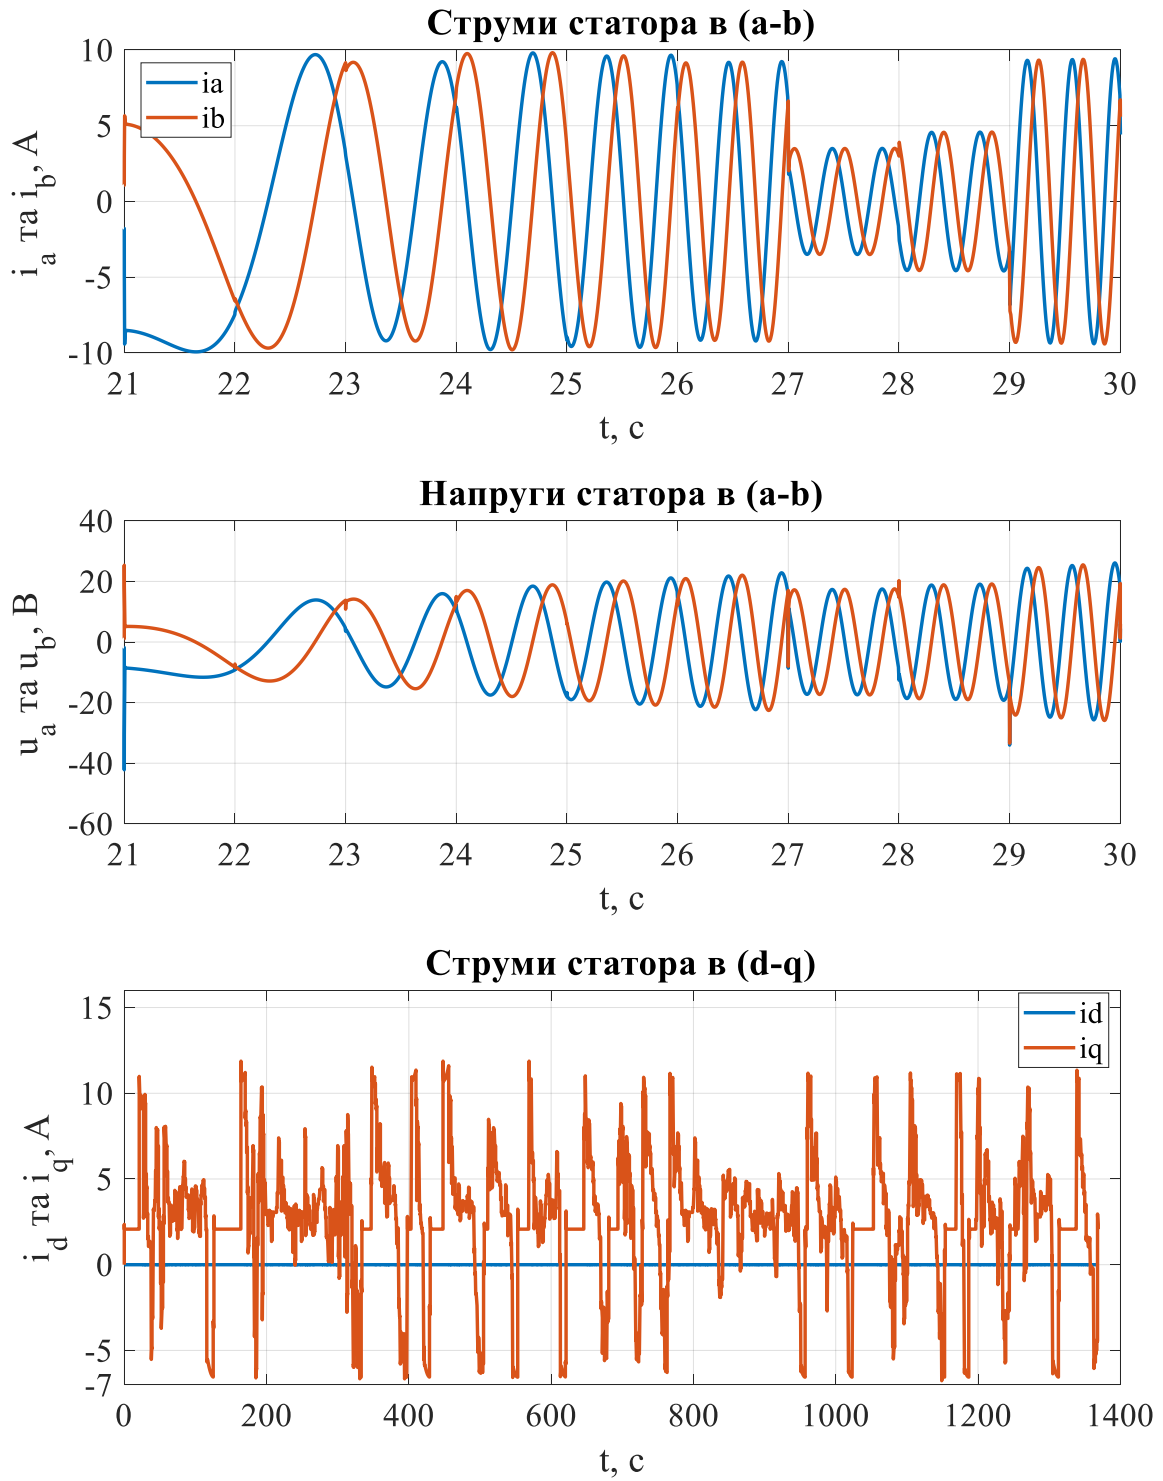 Струми статора в (a-b)
10
5
0
-5
-10
i_a та i_b, А
ia
ib
21 22 23 24 25 26 27 28 29 30
t, с
Напруги статора в (a-b)
40
20
0
-20
-40
-60
u_a та u_b, В
21 22 23 24 25 26 27 28 29 30
t, с
Струми статора в (d-q)
15
10
5
0
-5
-7
i_d та i_q, А
id
iq
0 200 400 600 800 1000 1200 1400
t, с